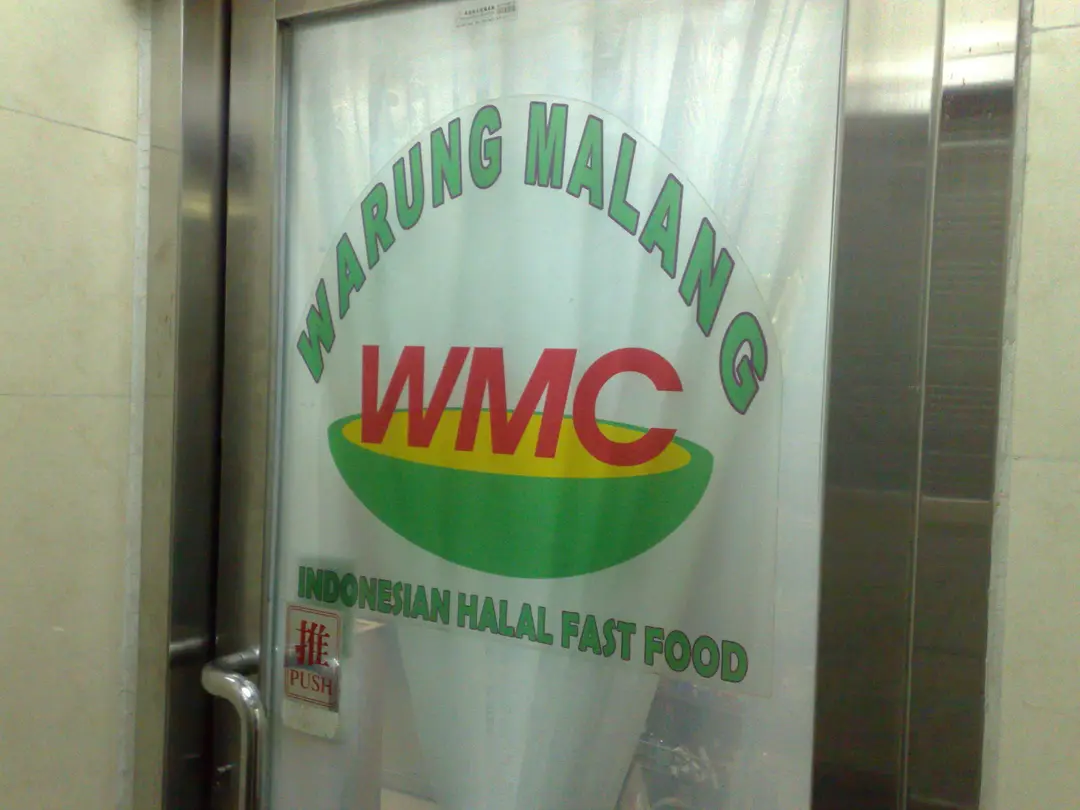 WARUNG MALANG
WMC
INDONESIAN HALAL FAST FOOD
推
PUSH